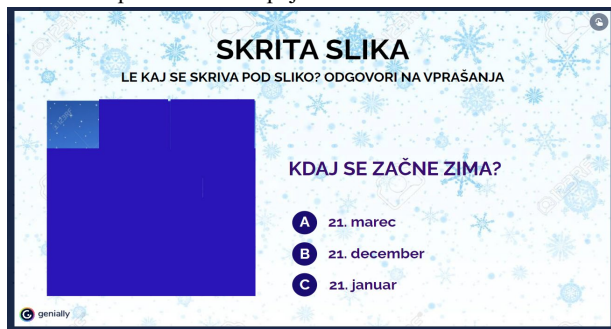 SKRITA SLIKA
LE KAJ SE SKRIVA POD SLIKO? ODGOVORI NA VPRAŠANJA
KDAJ SE ZAČNE ZIMA?
A 21. marec
B 21. december
C 21. januar
genially